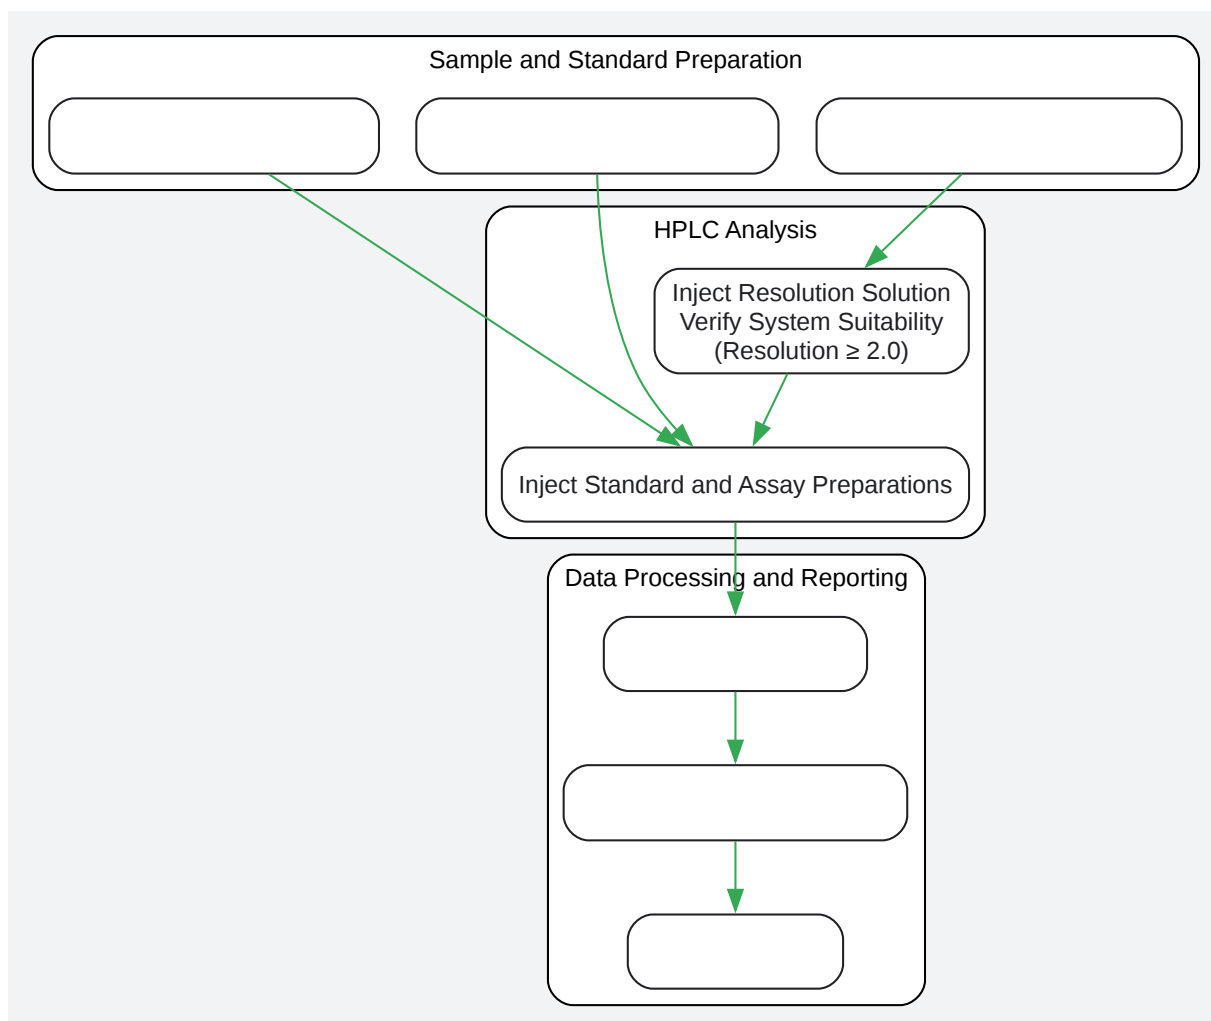 Sample and Standard Preparation
HPLC Analysis
Inject Resolution Solution
Verify System Suitability
(Resolution ≥ 2.0)
Inject Standard and Assay Preparations
Data Processing and Reporting